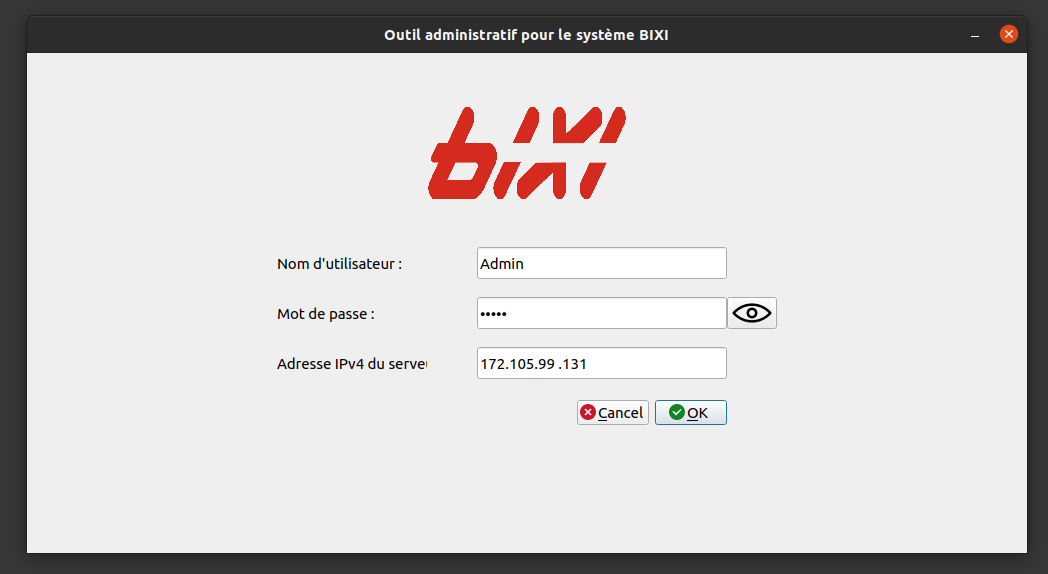 Outil administratif pour le système BIXI
bixi
Nom d'utilisateur : Admin
Mot de passe : •••••
Adresse IPv4 du serveu 172.105.99 .131
Cancel OK